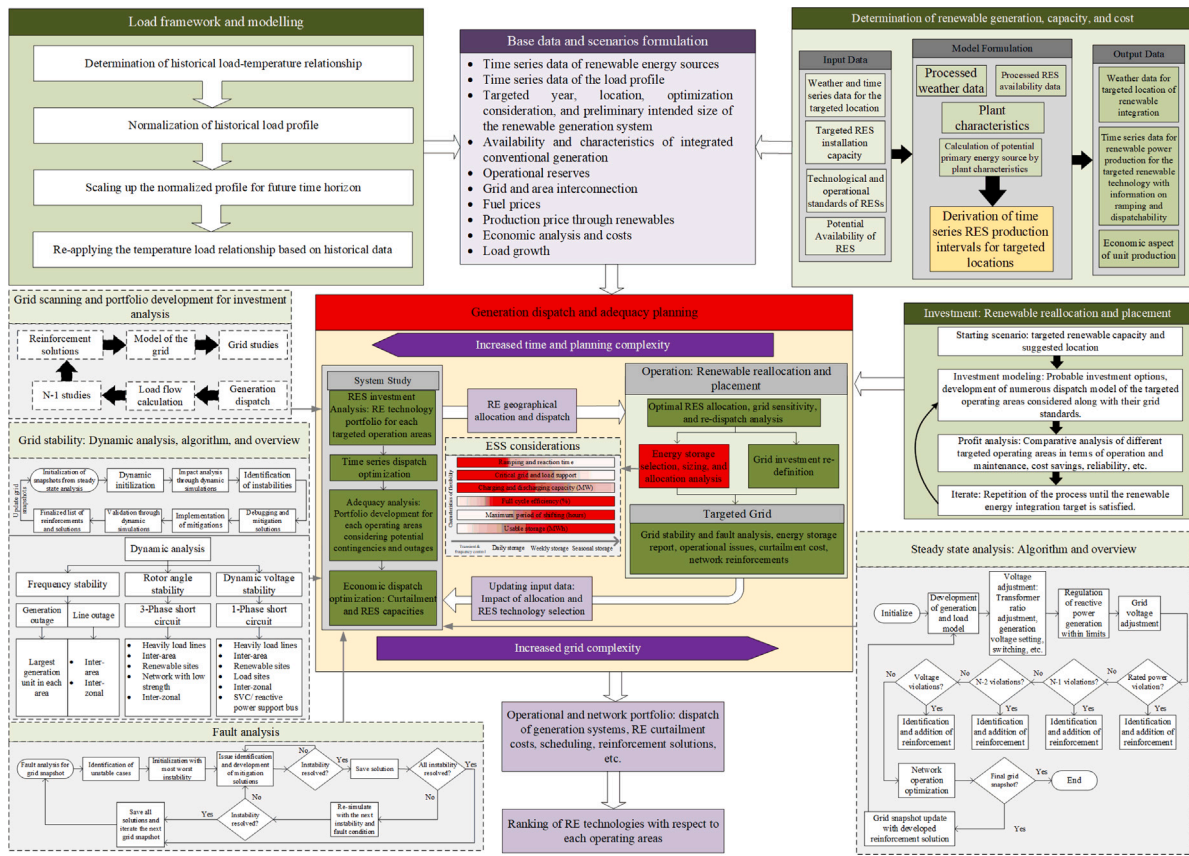 Load framework and modelling
Determination of historical load-temperature relationship
Normalization of historical load profile
Scaling up the normalized profile for future time horizon
Re-applying the temperature load relationship based on historical data
Base data and scenarios formulation
• Time series data of renewable energy sources
• Time series data of the load profile
• Targeted year, location, optimization
consideration, and preliminary intended size of
the renewable generation system
• Availability and characteristics of integrated
conventional generation
• Operational reserves
• Grid and area interconnection
• Fuel prices
• Production price through renewables
• Economic analysis and costs
• Load growth
Determination of renewable generation, capacity, and cost
Input Data
Weather and time
series data for the
targeted location
Targeted RES
installation
capacity
Technological and
operational
standards of RESs
Potential
Availability of
RES
Model Formulation
Processed
weather data
Processed RES
availability data
Plant
characteristics
Calculation of potential
primary energy source by
plant characteristics
Derivation of time
series RES production
intervals for targeted
locations
Output Data
Weather data for
targeted location of
renewable
integration
Time series data for
renewable power
production for the
targeted renewable
technology with
information on
ramping and
dispatchability
Economic aspect
of unit production
Grid scanning and portfolio development for investment
analysis
Reinforcement
solutions
Model of the
grid
Grid studies
N-1 studies
Load flow
calculation
Generation
dispatch
Generation dispatch and adequacy planning
Increased time and planning complexity
System Study
RES investment
Analysis: RE technology
portfolio for each
targeted operation areas
Time series dispatch
optimization
Adequacy analysis:
Portfolio development for
each operating areas
considering potential
contingencies and outages
Economic dispatch
optimization: Curtailment
and RES capacities
RE geographical
allocation and dispatch
Operation: Renewable reallocation and
placement
Optimal RES allocation, grid sensitivity,
and re-dispatch analysis
Energy storage
selection, sizing, and
allocation analysis
Grid investment re-
definition
Targeted Grid
Grid stability and fault analysis, energy storage
report, operational issues, curtailment cost,
network reinforcements
ESS considerations
Ramping and reaction time
Critical grid and load support
Charging and discharging capacity (MW)
Full cycle efficiency (%)
Maximum period of shifting (hours)
Usable storage (MWh)
Daily storage
Weekly storage
Seasonal storage
Updating input data:
Impact of allocation and
RES technology selection
Increased grid complexity
Investment: Renewable reallocation and placement
Starting scenario: targeted renewable capacity and
suggested location
Investment modeling: Probable investment options,
development of numerous dispatch model of the targeted
operating areas considered along with their grid
standards.
Profit analysis: Comparative analysis of different
targeted operating areas in terms of operation and
maintenance, cost savings, reliability, etc.
Iterate: Repetition of the process until the renewable
energy integration target is satisfied.
Grid stability: Dynamic analysis, algorithm, and overview
Initialization of
snapshots from steady
state analysis
Dynamic
initilization
Impact analysis
through dynamic
simulations
Identification
of instabilities
Update grid
snapshots
Finalized list of
reinforcements
and solutions
Validation through
dynamic
simulations
Implementation of
mitigations
Debugging and
mitigation
solutions
Dynamic analysis
Frequency stability
Rotor angle
stability
Dynamic voltage
stability
Generation
outage
Line outage
3-Phase short
circuit
1-Phase short
circuit
Largest
generation
unit in each
area
• Inter-
area
• Inter-
zonal
• Heavily load lines
• Inter-area
• Renewable sites
• Network with low
strength
• Inter-zonal
• Heavily load lines
• Inter-area
• Renewable sites
• Load sites
• Inter-zonal
• SVC/ reactive
power support bus
Fault analysis
Fault analysis for
grid snapshot
Identification of
unstable cases
Initialization with
most worst
instability
Issue identification
and development
of mitigation
solutions
No
Instability
resolved?
Yes
Save solution
All instability
resolved?
Yes
No
Re-simulate
with the next
instability and
fault condition
Instability
resolved?
No
Yes
Save all
solutions and
iterate the next
grid snapshot
Operational and network portfolio: dispatch
of generation systems, RE curtailment
costs, scheduling, reinforcement solutions,
etc.
Ranking of RE technologies with respect to
each operating areas
Steady state analysis: Algorithm and overview
Initialize
Development
of generation
and load
model
Voltage
adjustment:
Transformer
ratio
adjustment,
generation
voltage setting,
switching, etc.
Regulation
of reactive
power
generation
within limits
Grid
voltage
adjustment
No
Voltage
violations?
No
N-2 violations?
No
N-1 violations?
No
Rated power
violation?
Yes
Yes
Yes
Yes
Identification
and addition of
reinforcement
Identification
and addition of
reinforcement
Identification
and addition of
reinforcement
Identification
and addition of
reinforcement
Network
operation
optimization
Final grid
snapshot?
Yes
End
Yes
Grid snapshot update
with developed
reinforcement solution